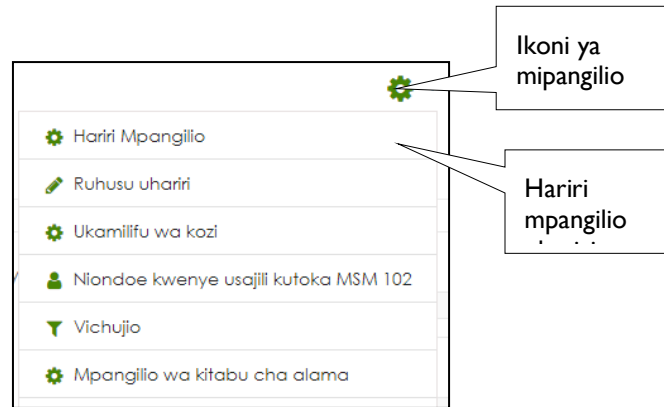 Ikoni ya
mipangilio
Hariri Mpangilio
Ruhusu uhariri
Ukamilifu wa kozi
Niondoe kwenye usajili kutoka MSM 102
Vichujio
Mpangilio wa kitabu cha alama
Hariri
mpangilio